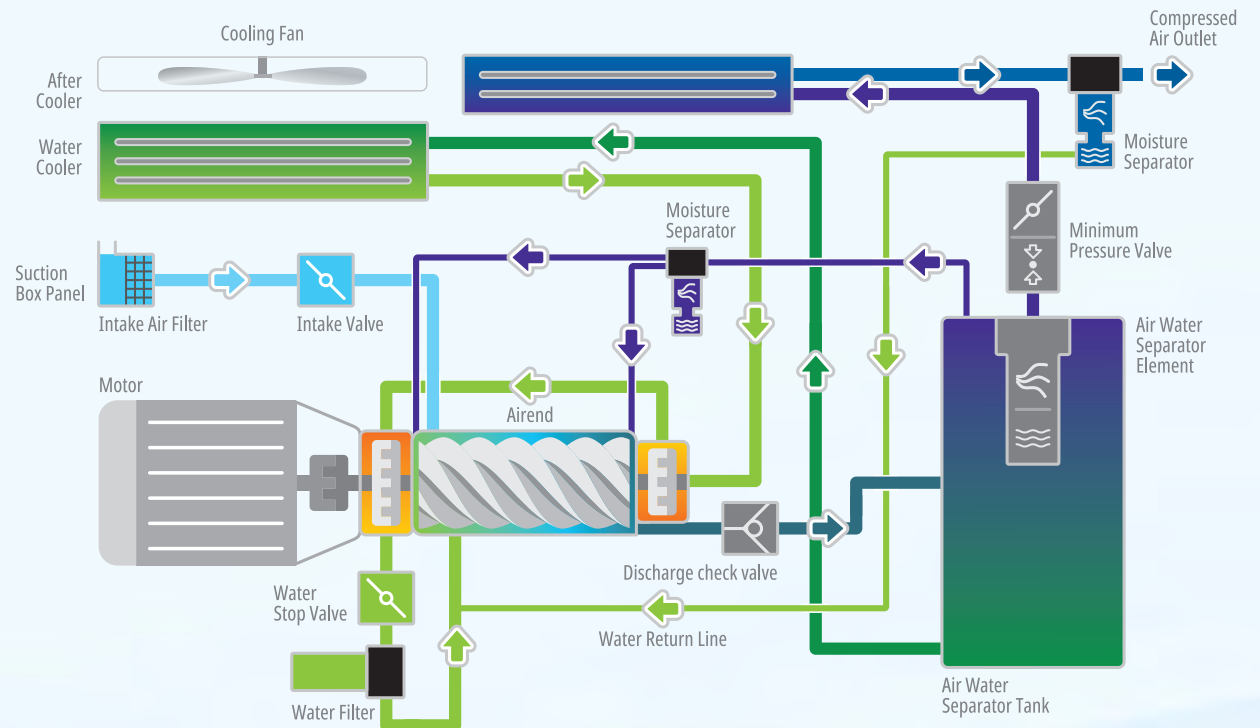 Cooling Fan
Compressed
Air Outlet
After
Cooler
Water
Cooler
Moisture
Separator
Moisture
Separator
Minimum
Pressure Valve
Suction
Box Panel
Intake Air Filter
Intake Valve
Air Water
Separator
Element
Motor
Airend
Discharge check valve
Water
Stop Valve
Water Return Line
Water Filter
Air Water
Separator Tank